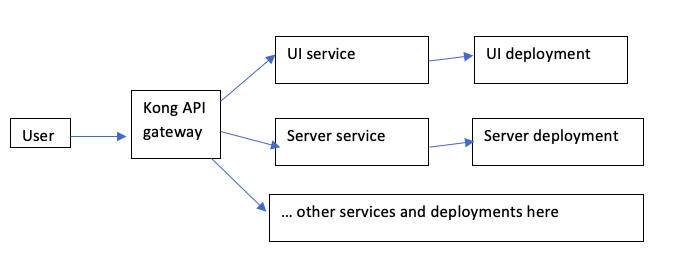 User
Kong API
gateway
UI service
UI deployment
Server service
Server deployment
... other services and deployments here